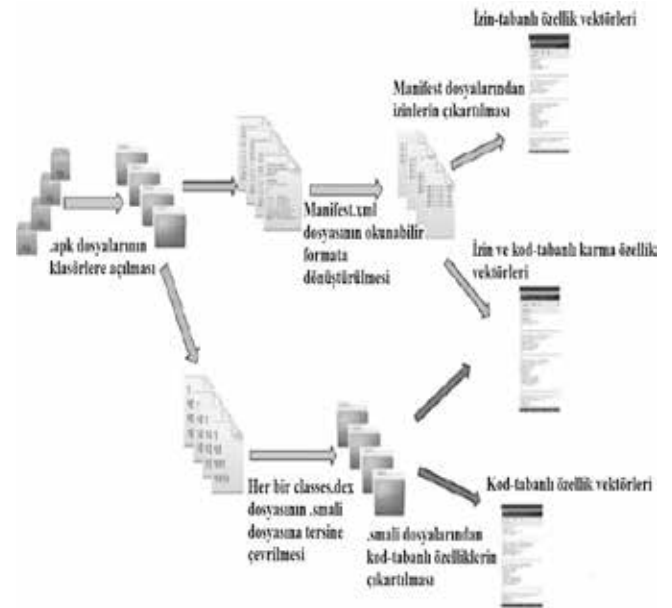 İzin-tabanlı özellik vektörleri
Manifest dosyalarından
izinlerin çıkartılması
.apk dosyalarının
klasörlere açılması
Manifest.xml
dosyasının okunabilir
formata
dönüştürülmesi
İzin ve kod-tabanlı karma özellik
vektörleri
Her bir classes.dex
dosyasının .smali
dosyasına tersine
çevrilmesi
.smali dosyalarından
kod-tabanlı özelliklerin
çıkartılması
Kod-tabanlı özellik vektörleri